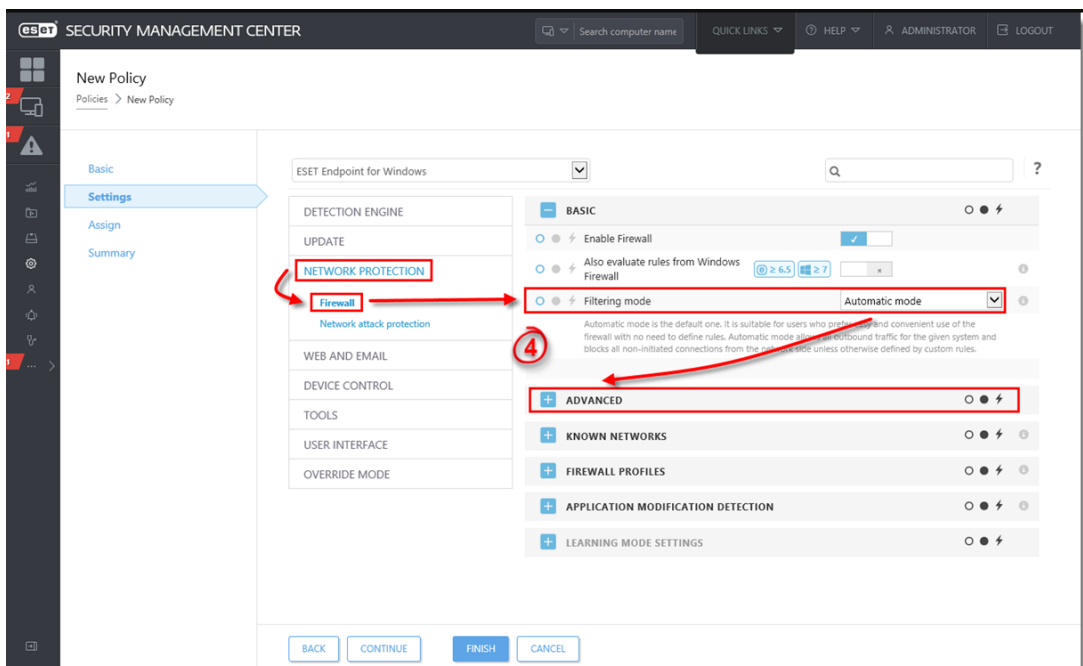 eset SECURITY MANAGEMENT CENTER
Search computer name
QUICK LINKS
? HELP
ADMINISTRATOR
LOGOUT
New Policy
Policies > New Policy
2
1
1
...
Basic
Settings
Assign
Summary
ESET Endpoint for Windows
?
DETECTION ENGINE
UPDATE
NETWORK PROTECTION
Firewall
Network attack protection
WEB AND EMAIL
DEVICE CONTROL
TOOLS
USER INTERFACE
OVERRIDE MODE
BASIC
Enable Firewall
Also evaluate rules from Windows
Firewall
≥ 6.5
≥ 7
Filtering mode
Automatic mode
Automatic mode is the default one. It is suitable for users who prefer easy and convenient use of the
firewall with no need to define rules. Automatic mode allows all outbound traffic for the given system and
blocks all non-initiated connections from the network side unless otherwise defined by custom rules.
4
ADVANCED
KNOWN NETWORKS
FIREWALL PROFILES
APPLICATION MODIFICATION DETECTION
LEARNING MODE SETTINGS
BACK
CONTINUE
FINISH
CANCEL